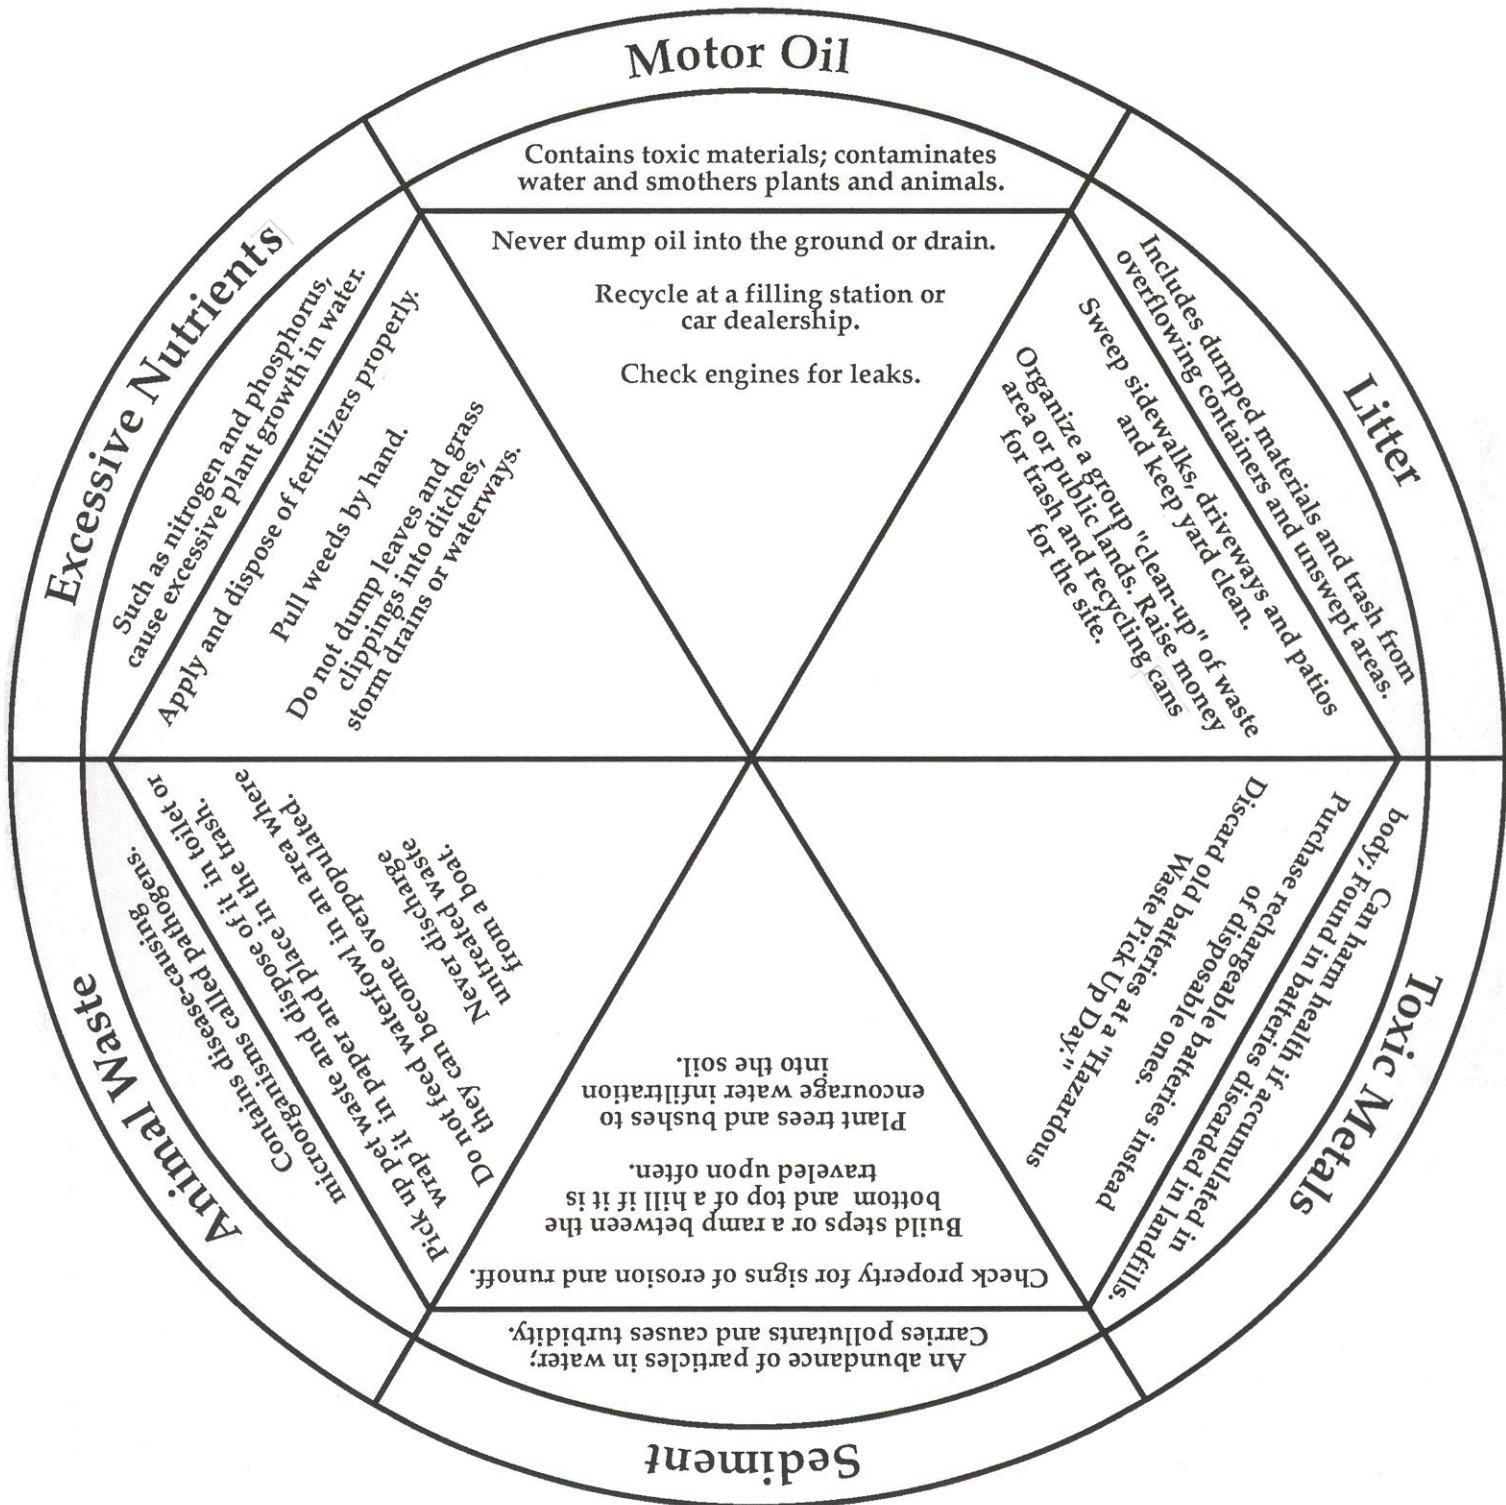 Motor Oil
Contains toxic materials; contaminates
water and smothers plants and animals.
Never dump oil into the ground or drain.
Recycle at a filling station or
car dealership.
Check engines for leaks.
Litter
Includes dumped materials and trash from
overflowing containers and unswept areas.
Sweep sidewalks, driveways and patios
and keep yard clean.
Organize a group "clean-up" of waste
area or public lands. Raise money
for trash and recycling cans
for the site.
Toxic Metals
Can harm health if accumulated in
body; Found in batteries discarded in landfills.
Purchase rechargeable batteries instead
of disposable ones.
Discard old batteries at a "Hazardous
Waste Pick Up Day."
Sediment
An abundance of particles in water;
Carries pollutants and causes turbidity.
Check property for signs of erosion and runoff.
Build steps or a ramp between the
bottom and top of a hill if it is
traveled upon often.
Plant trees and bushes to
encourage water infiltration
into the soil.
Animal Waste
Contains disease-causing
microorganisms called pathogens.
Pick up pet waste and dispose of it in toilet or
wrap it in paper and place in the trash.
Do not feed waterfowl in an area where
they can become overpopulated.
Never discharge
untreated waste
from a boat.
Excessive Nutrients
Such as nitrogen and phosphorus,
cause excessive plant growth in water.
Apply and dispose of fertilizers properly.
Pull weeds by hand.
Do not dump leaves and grass
clippings into ditches,
storm drains or waterways.